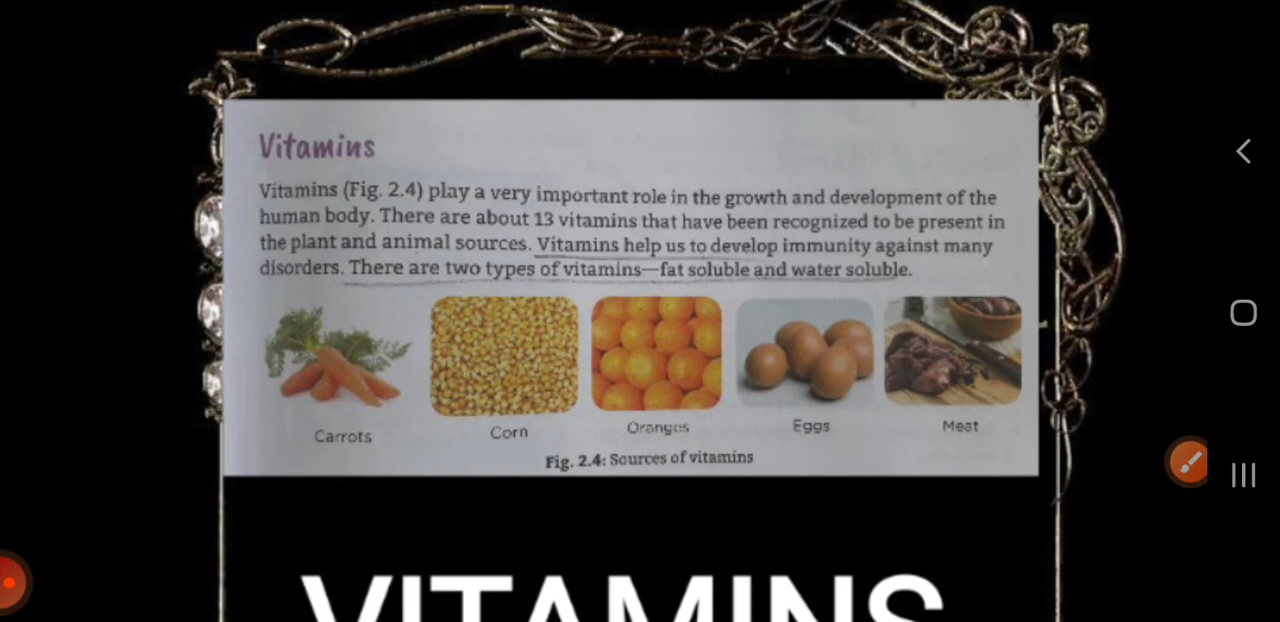 Vitamins
Vitamins (Fig. 2.4) play a very important role in the growth and development of the
human body. There are about 13 vitamins that have been recognized to be present in
the plant and animal sources. Vitamins help us to develop immunity against many
disorders. There are two types of vitamins—fat soluble and water soluble.
Carrots
Corn
Oranges
Eggs
Meat
Fig. 2.4: Sources of vitamins
VITAMINS